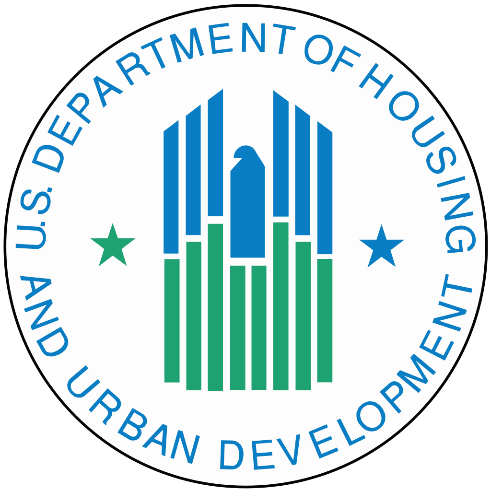 U.S. DEPARTMENT OF HOUSING
AND URBAN DEVELOPMENT